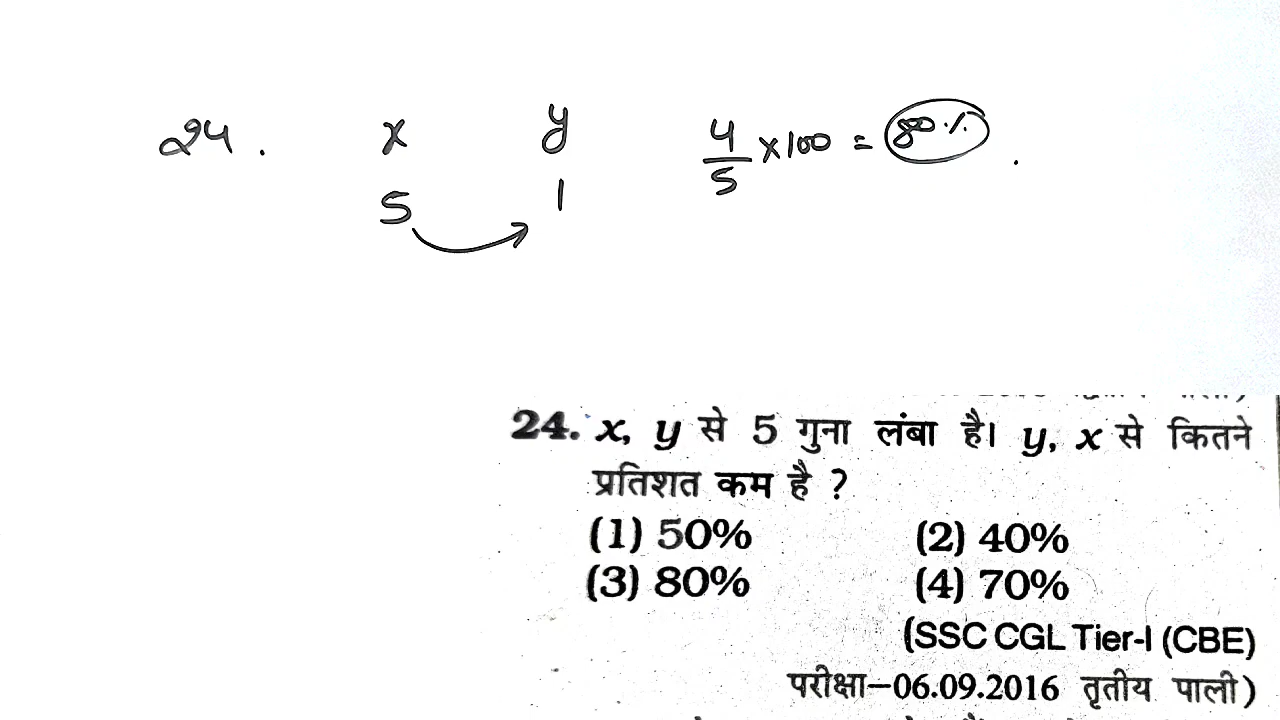 24. x y 4/5 ×100 = 80%.
5 1
24. x, y से 5 गुना लंबा है। y, x से कितने
प्रतिशत कम है ?
(1) 50% (2) 40%
(3) 80% (4) 70%
(SSC CGL Tier-I (CBE)
परीक्षा–06.09.2016 तृतीय पाली)